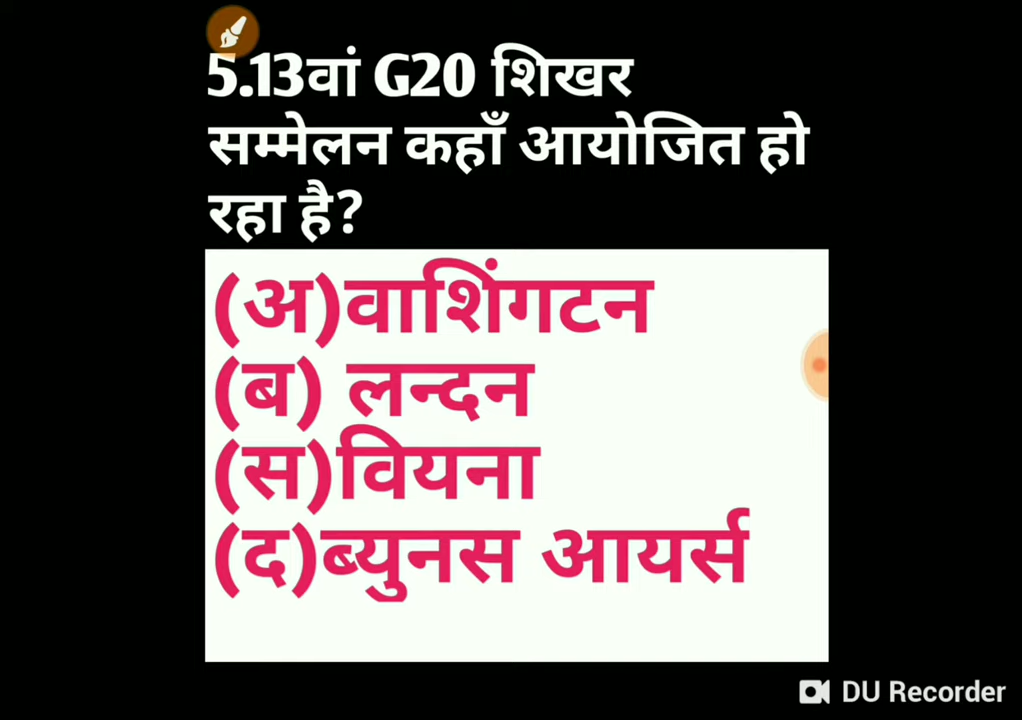 5.13वां G20 शिखर
सम्मेलन कहाँ आयोजित हो
रहा है?
(अ)वाशिंगटन
(ब) लन्दन
(स)वियना
(द)ब्युनस आयर्स
DU Recorder